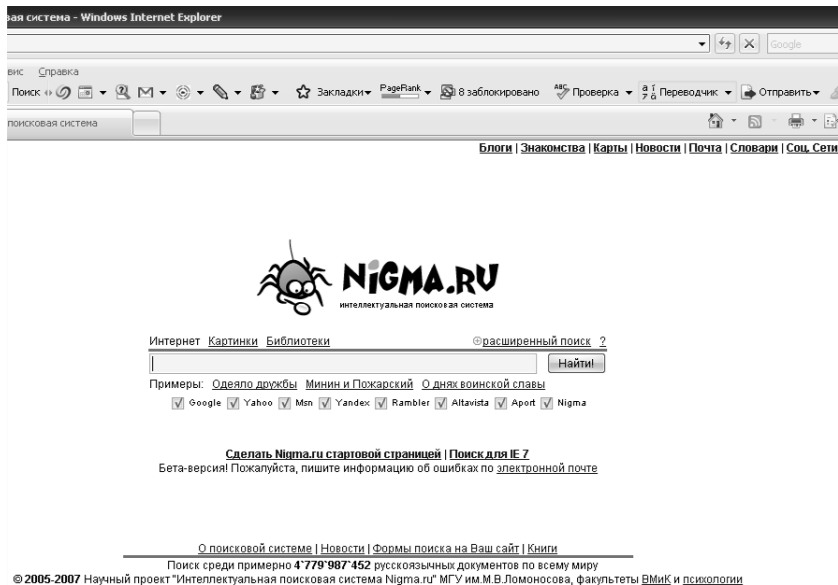 вая система - Windows Internet Explorer
Google
вис Справка
Поиск Закладки PageRank 8 заблокировано ABC Проверка Переводчик Отправить
поисковая система
Блоги | Знакомства | Карты | Новости | Почта | Словари | Соц. Сети
NiGMA.RU
интеллектуальная поисковая система
Интернет Картинки Библиотеки расширенный поиск ?
Найти!
Примеры: Одеяло дружбы Минин и Пожарский О днях воинской славы
Google Yahoo Msn Yandex Rambler Altavista Aport Nigma
Сделать Nigma.ru стартовой страницей | Поиск для IE 7
Бета-версия! Пожалуйста, пишите информацию об ошибках по электронной почте
О поисковой системе | Новости | Формы поиска на Ваш сайт | Книги
Поиск среди примерно 4`779`987`452 русскоязычных документов по всему миру
© 2005-2007 Научный проект "Интеллектуальная поисковая система Nigma.ru" МГУ им.М.В.Ломоносова, факультеты ВМиК и психологии